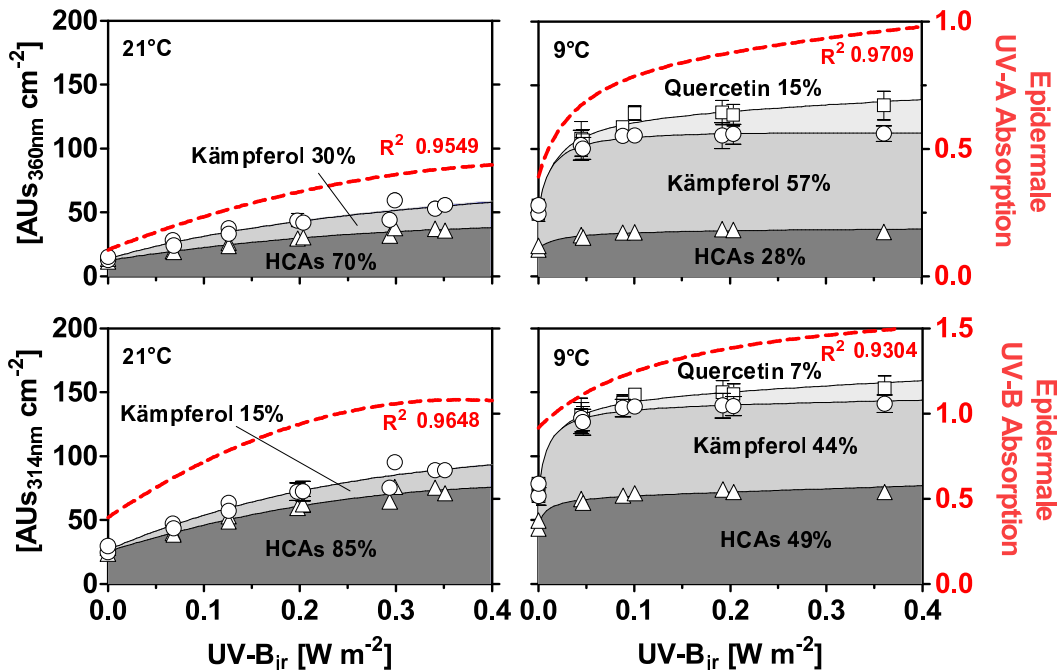 [AUs360nm cm-2]
200
150
100
50
0
21°C
Kämpferol 30%
R2 0.9549
HCAs 70%
9°C
R2 0.9709
Quercetin 15%
Kämpferol 57%
HCAs 28%
1.0
0.5
0.0
Epidermale
UV-A Absorption
[AUs314nm cm-2]
200
150
100
50
0
21°C
Kämpferol 15%
R2 0.9648
HCAs 85%
9°C
R2 0.9304
Quercetin 7%
Kämpferol 44%
HCAs 49%
1.5
1.0
0.5
0.0
Epidermale
UV-B Absorption
0.0 0.1 0.2 0.3 0.4
0.0 0.1 0.2 0.3 0.4
UV-Bir [W m-2]
UV-Bir [W m-2]